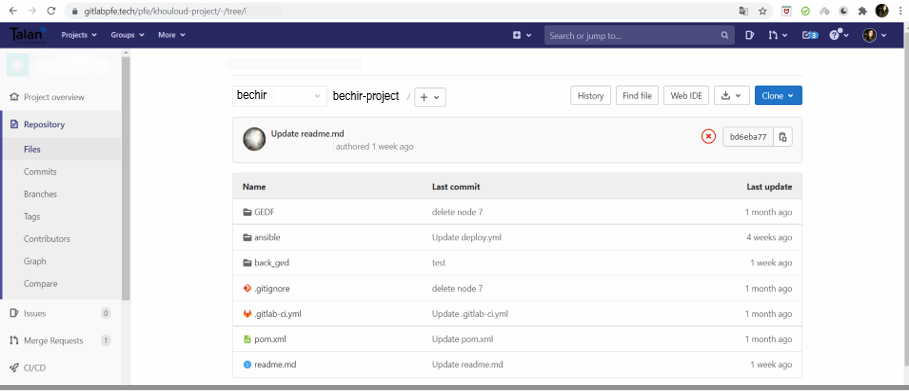 gitlabpfe.tech/pfe/khouloud-project/-/tree/l
Talan Projects Groups More Search or jump to... 3
Project overview
Repository
Files
Commits
Branches
Tags
Contributors
Graph
Compare
Issues 0
Merge Requests 1
CI/CD
bechir bechir-project / + History Find file Web IDE Clone
Update readme.md
authored 1 week ago
bd6eba77
Name Last commit Last update
GEDF delete node 7 1 month ago
ansible Update deploy.yml 4 weeks ago
back_ged test 1 week ago
.gitignore delete node 7 1 month ago
.gitlab-ci.yml Update .gitlab-ci.yml 1 month ago
pom.xml Update pom.xml 1 month ago
readme.md Update readme.md 1 week ago